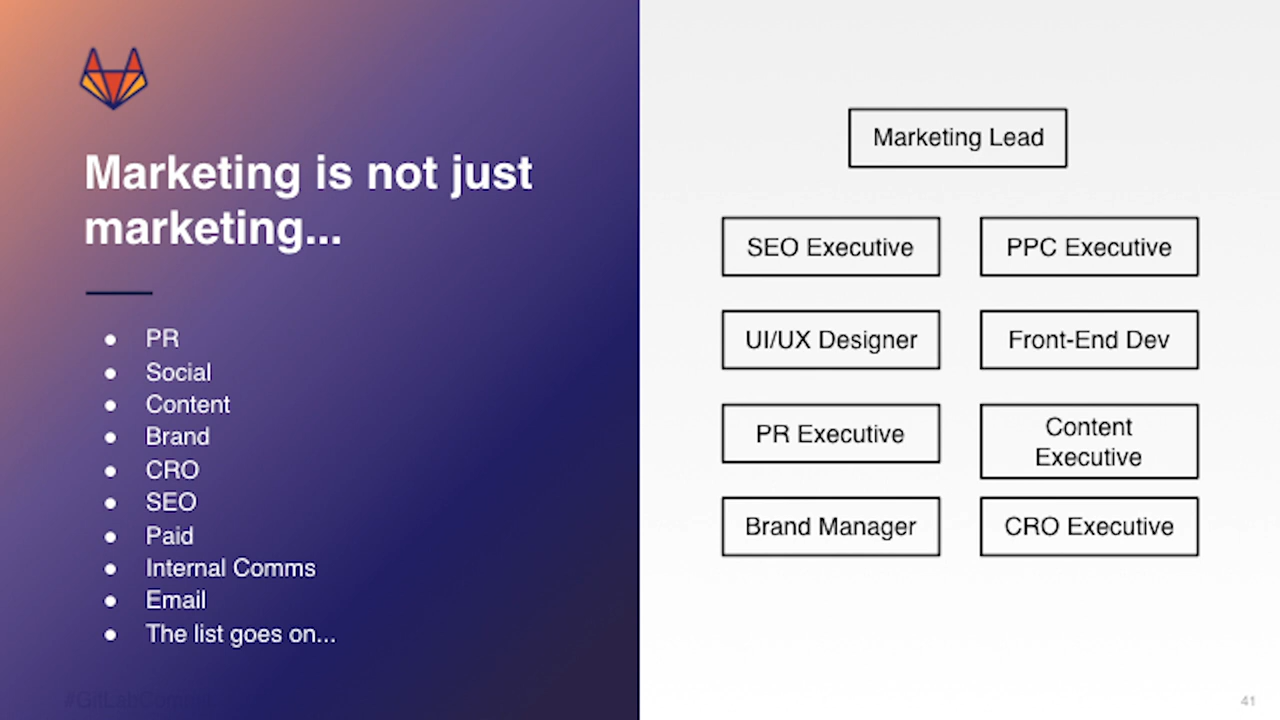 Marketing is not just
marketing...
● PR
● Social
● Content
● Brand
● CRO
● SEO
● Paid
● Internal Comms
● Email
● The list goes on...
Marketing Lead
SEO Executive
PPC Executive
UI/UX Designer
Front-End Dev
PR Executive
Content
Executive
Brand Manager
CRO Executive
41